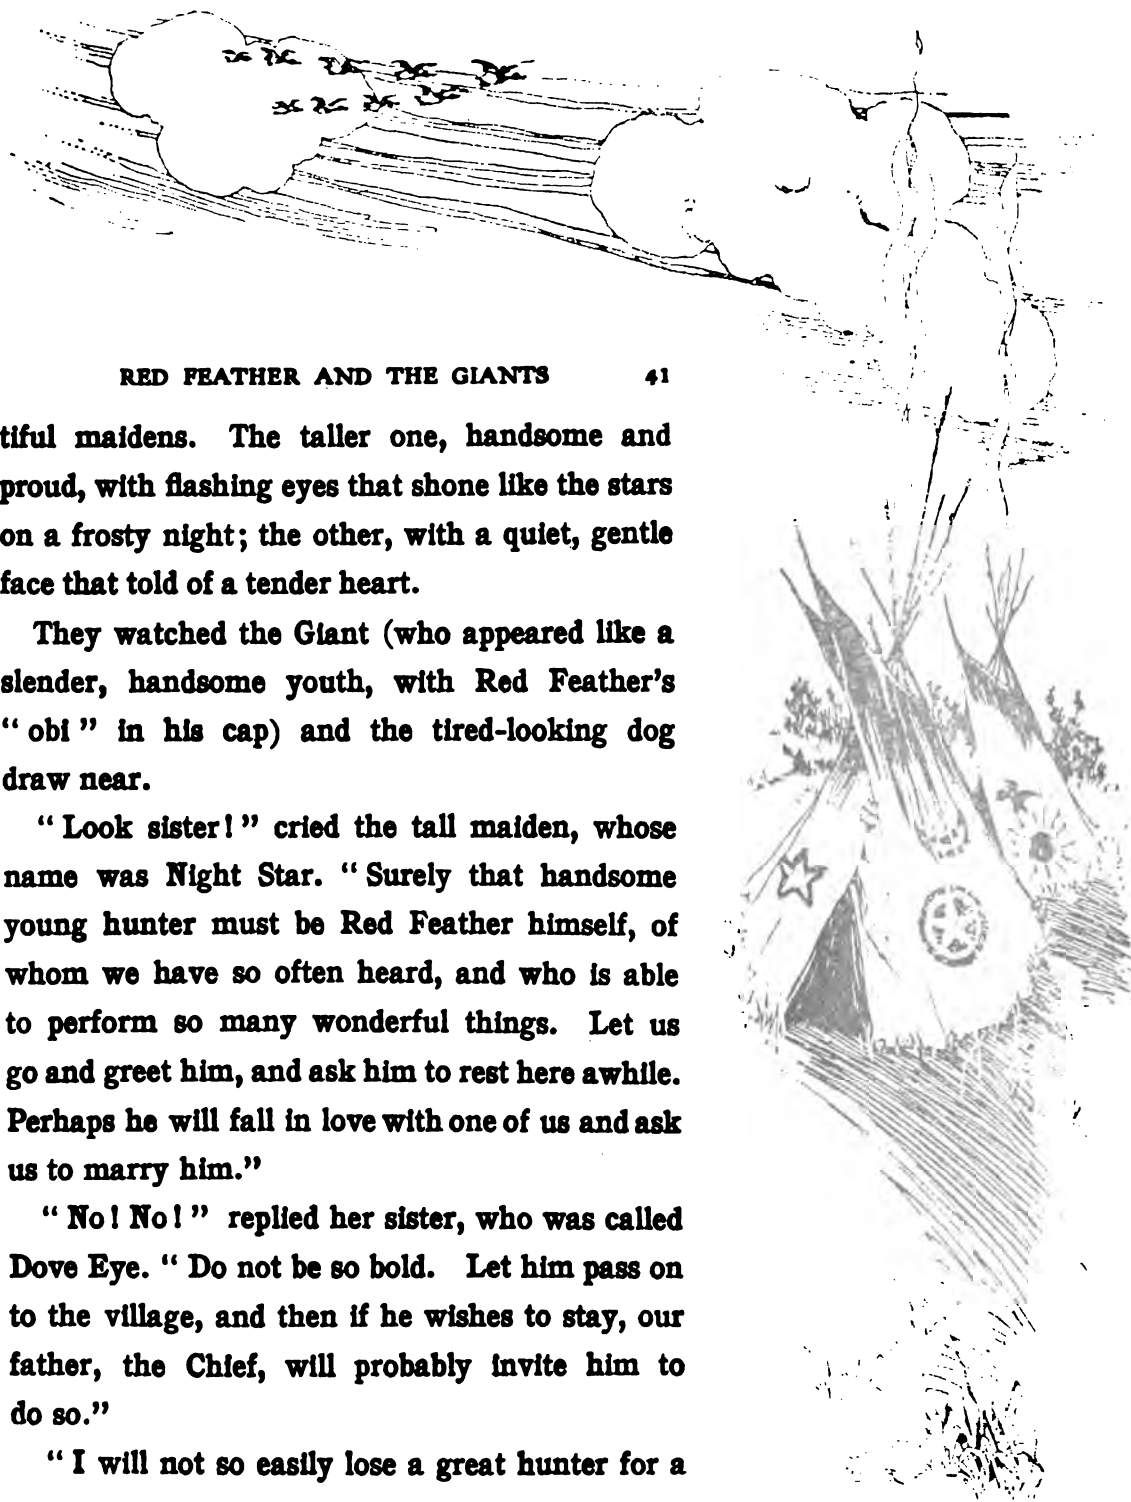 RED FEATHER AND THE GIANTS 41
tiful maidens. The taller one, handsome and
proud, with flashing eyes that shone like the stars
on a frosty night; the other, with a quiet, gentle
face that told of a tender heart.
They watched the Giant (who appeared like a
slender, handsome youth, with Red Feather's
“ obi ” in his cap) and the tired-looking dog
draw near.
“ Look sister! ” cried the tall maiden, whose
name was Night Star. “ Surely that handsome
young hunter must be Red Feather himself, of
whom we have so often heard, and who is able
to perform so many wonderful things. Let us
go and greet him, and ask him to rest here awhile.
Perhaps he will fall in love with one of us and ask
us to marry him.”
“ No! No! ” replied her sister, who was called
Dove Eye. “ Do not be so bold. Let him pass on
to the village, and then if he wishes to stay, our
father, the Chief, will probably invite him to
do so.”
“ I will not so easily lose a great hunter for a